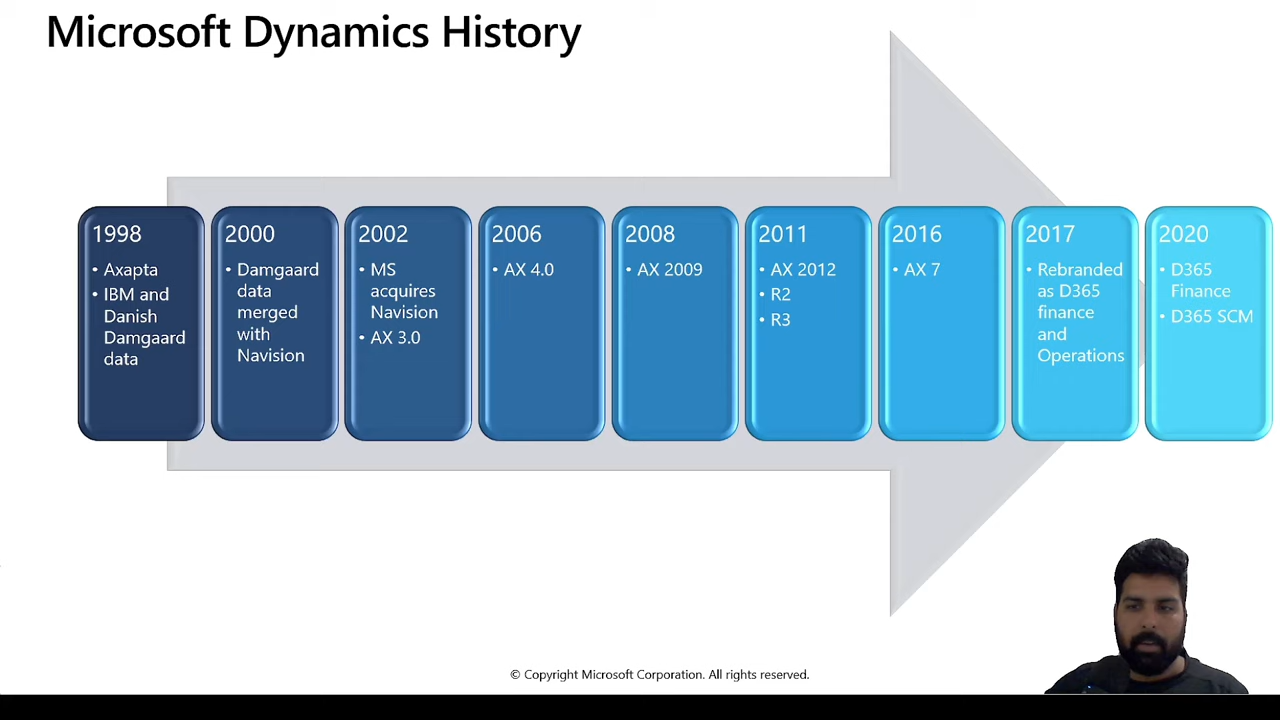 Microsoft Dynamics History
1998
• Axapta
• IBM and
Danish
Damgaard
data
2000
• Damgaard
data
merged
with
Navision
2002
• MS
acquires
Navision
• AX 3.0
2006
• AX 4.0
2008
• AX 2009
2011
• AX 2012
• R2
• R3
2016
• AX 7
2017
• Rebranded
as D365
finance
and
Operations
2020
• D365
Finance
• D365 SCM
© Copyright Microsoft Corporation. All rights reserved.